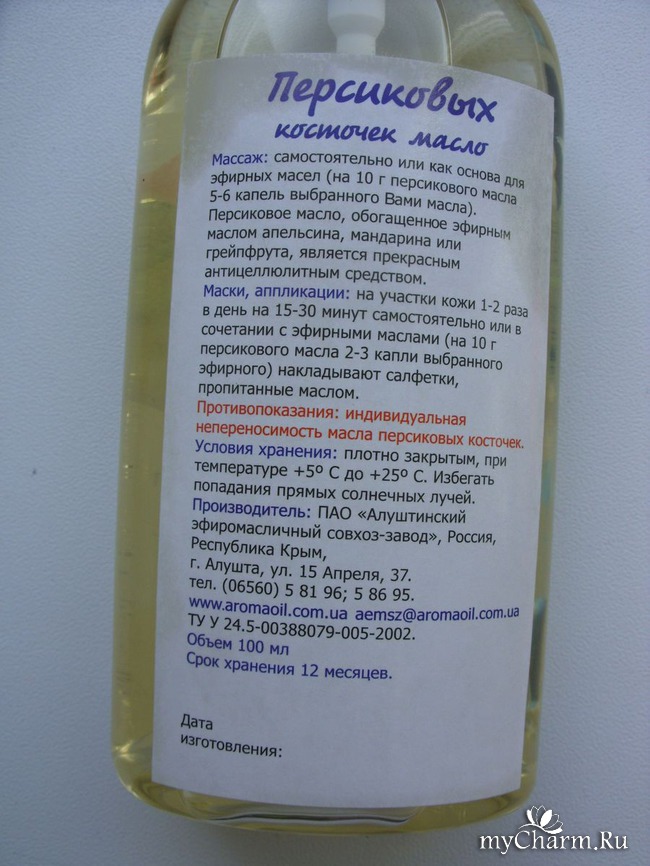 Персиковых
косточек масло
Массаж: самостоятельно или как основа для
эфирных масел (на 10 г персикового масла
5-6 капель выбранного Вами масла).
Персиковое масло, обогащенное эфирным
маслом апельсина, мандарина или
грейпфрута, является прекрасным
антицеллюлитным средством.
Маски, аппликации: на участки кожи 1-2 раза
в день на 15-30 минут самостоятельно или в
сочетании с эфирными маслами (на 10 г
персикового масла 2-3 капли выбранного
эфирного) накладывают салфетки,
пропитанные маслом.
Противопоказания: индивидуальная
непереносимость масла персиковых косточек.
Условия хранения: плотно закрытым, при
температуре +5º С до +25º С. Избегать
попадания прямых солнечных лучей.
Производитель: ПАО «Алуштинский
эфиромасличный совхоз-завод», Россия,
Республика Крым,
г. Алушта, ул. 15 Апреля, 37.
тел. (06560) 5 81 96; 5 86 95.
www.aromaoil.com.ua aemsz@aromaoil.com.ua
ТУ У 24.5-00388079-005-2002.
Объем 100 мл
Срок хранения 12 месяцев.
Дата
изготовления:
myCharm.Ru